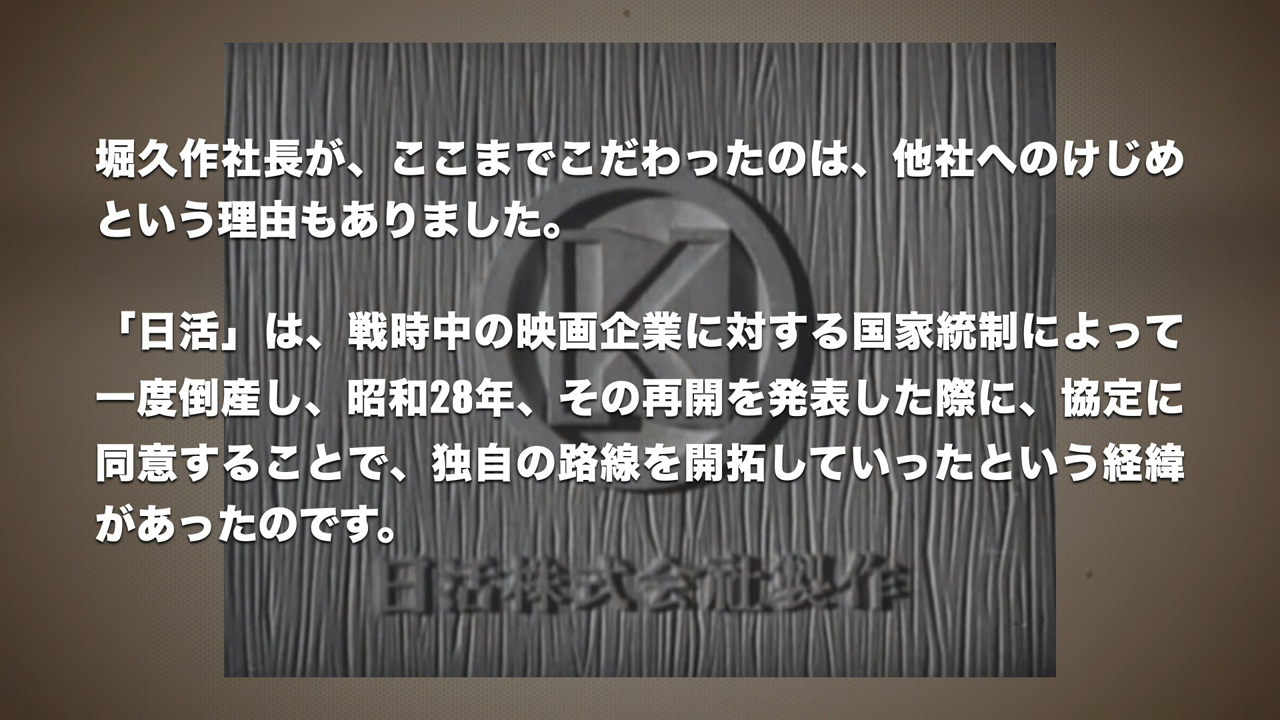 堀久作社長が、ここまでこだわったのは、他社へのけじめ
という理由もありました。
「日活」は、戦時中の映画企業に対する国家統制によって
一度倒産し、昭和28年、その再開を発表した際に、協定に
同意することで、独自の路線を開拓していったという経緯
があったのです。
K
日活株式会社製作